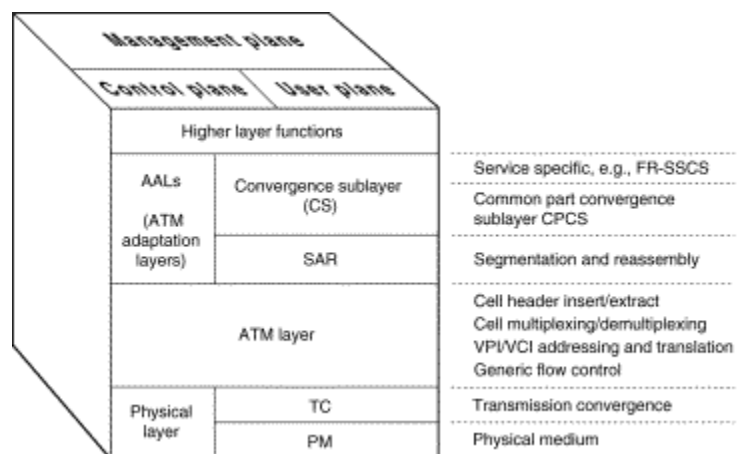 Management plane
Control plane
User plane
Higher layer functions
AALs
(ATM
adaptation
layers)
Convergence sublayer
(CS)
SAR
ATM layer
Physical
layer
TC
PM
Service specific, e.g., FR-SSCS
Common part convergence
sublayer CPCS
Segmentation and reassembly
Cell header insert/extract
Cell multiplexing/demultiplexing
VPI/VCI addressing and translation
Generic flow control
Transmission convergence
Physical medium